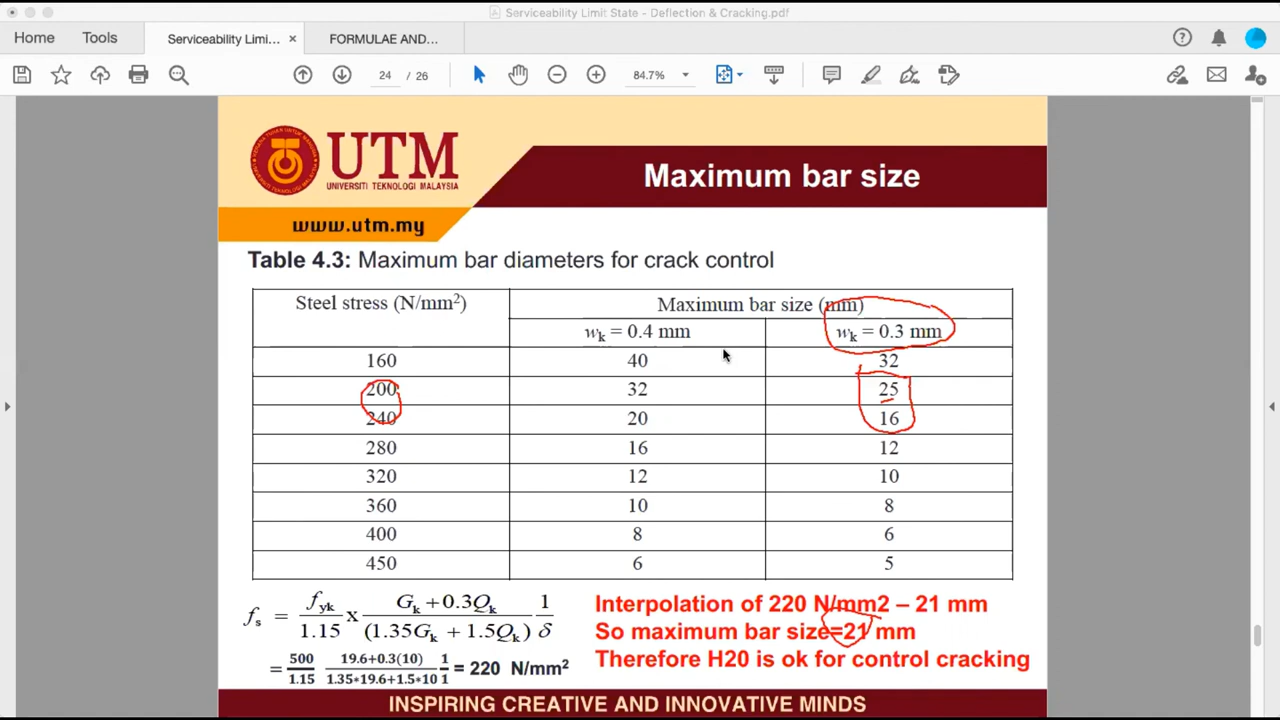 Serviceability Limit State - Deflection & Cracking.pdf
Home Tools Serviceability Limi... × FORMULAE AND...
24 / 26 84.7%
UTM
UNIVERSITI TEKNOLOGI MALAYSIA
www.utm.my
Maximum bar size
Table 4.3: Maximum bar diameters for crack control
Steel stress (N/mm²) Maximum bar size (mm)
wk = 0.4 mm wk = 0.3 mm
160 40 32
200 32 25
240 20 16
280 16 12
320 12 10
360 10 8
400 8 6
450 6 5
fs = fyk/1.15 x (Gk + 0.3Qk)/(1.35Gk + 1.5Qk) 1/δ
= 500/1.15 19.6+0.3(10)/1.35*19.6+1.5*10 1/1 = 220 N/mm²
Interpolation of 220 N/mm2 – 21 mm
So maximum bar size=21 mm
Therefore H20 is ok for control cracking
INSPIRING CREATIVE AND INNOVATIVE MINDS